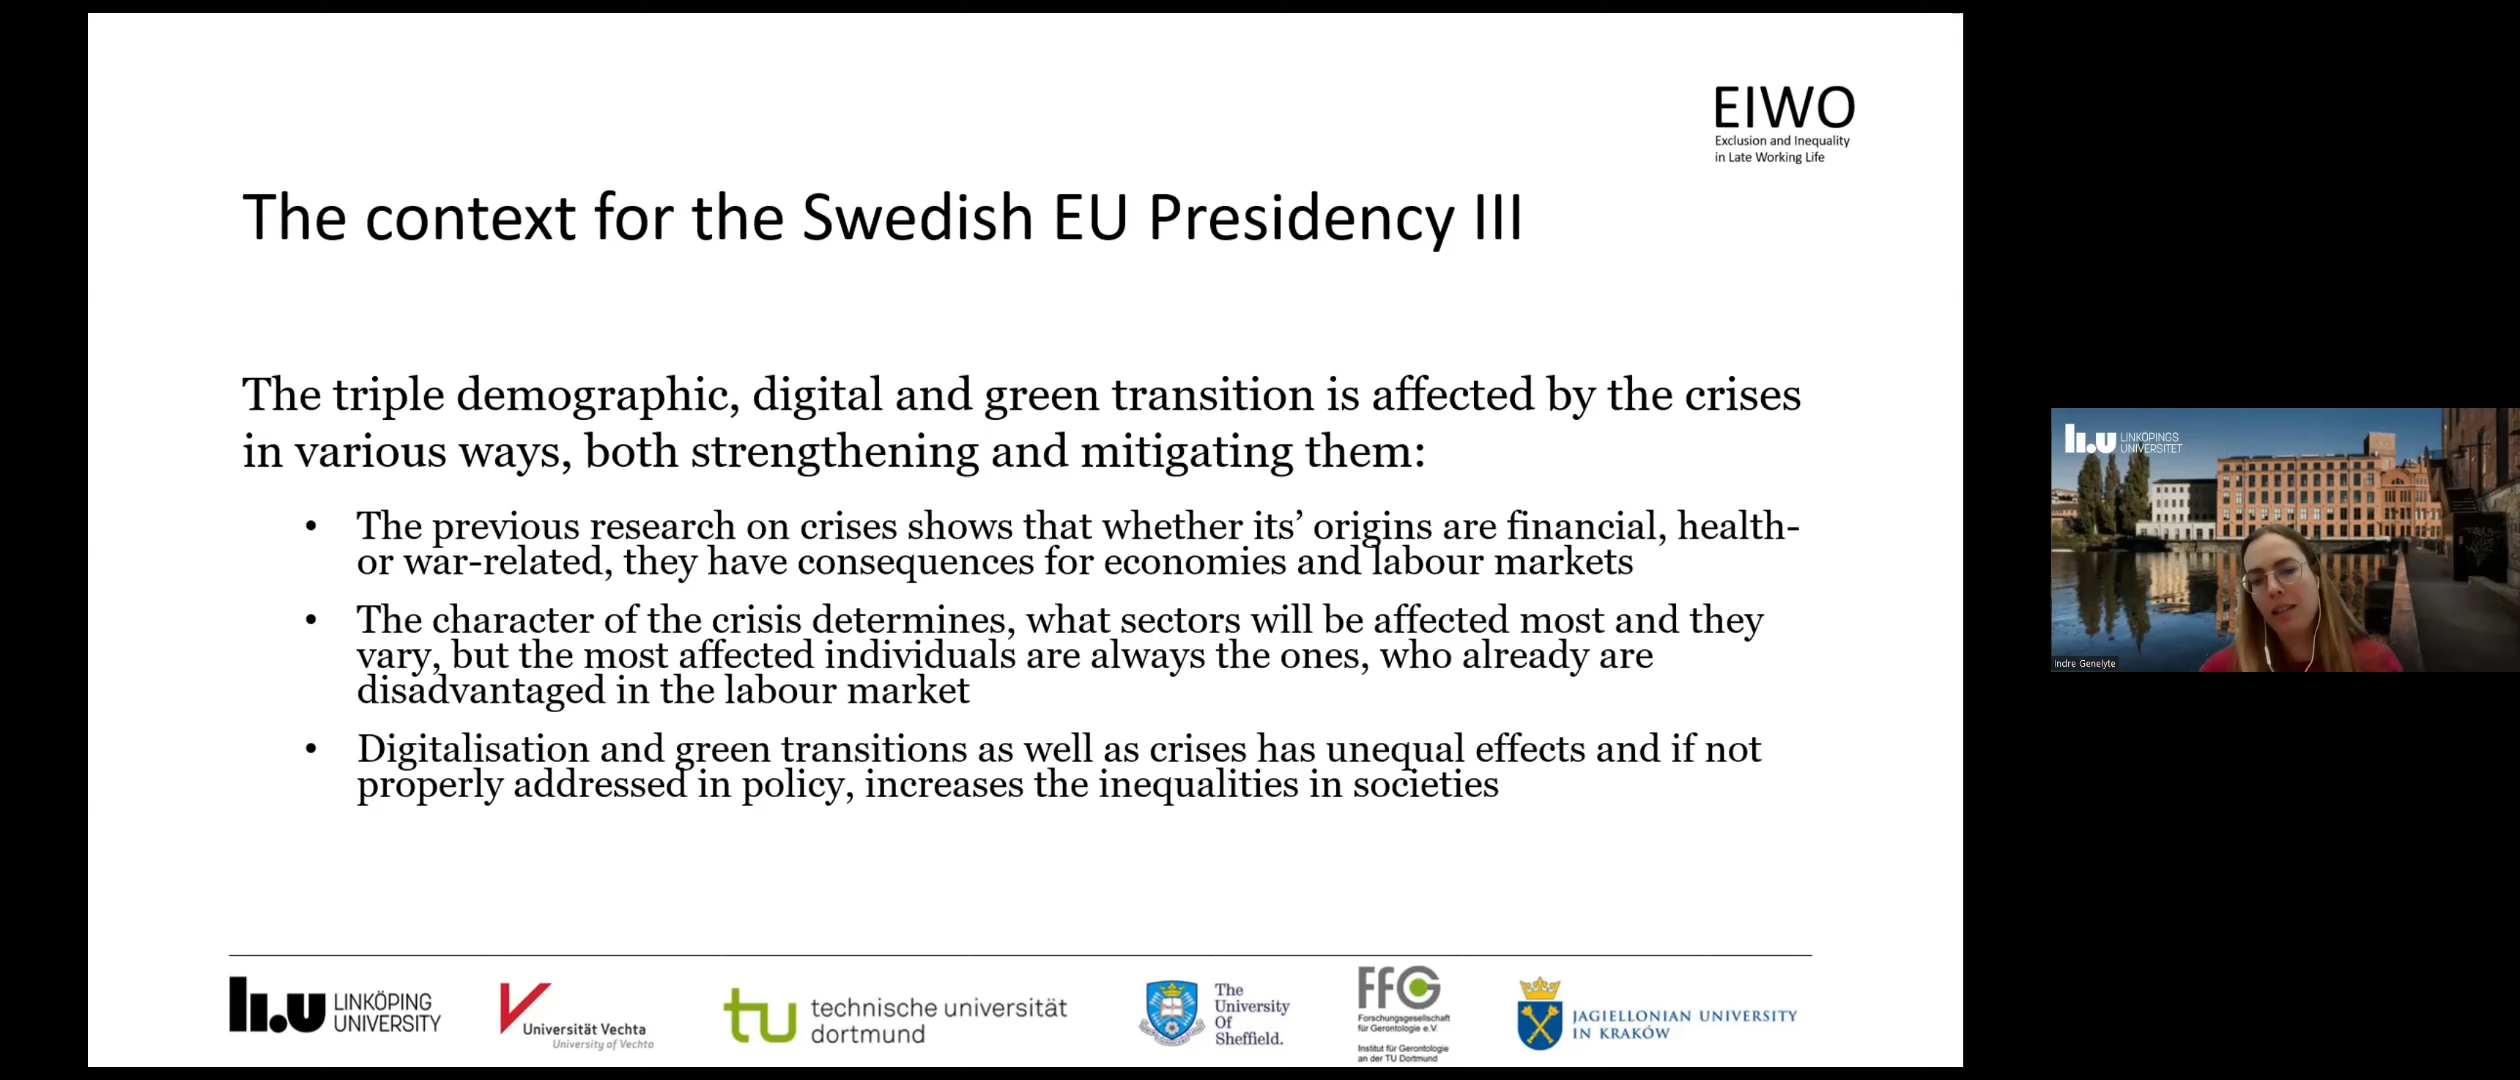 EIWO
Exclusion and Inequality
in Late Working Life
The context for the Swedish EU Presidency III
The triple demographic, digital and green transition is affected by the crises
in various ways, both strengthening and mitigating them:
• The previous research on crises shows that whether its’ origins are financial, health-
or war-related, they have consequences for economies and labour markets
• The character of the crisis determines, what sectors will be affected most and they
vary, but the most affected individuals are always the ones, who already are
disadvantaged in the labour market
• Digitalisation and green transitions as well as crises has unequal effects and if not
properly addressed in policy, increases the inequalities in societies
li.u LINKÖPING
UNIVERSITY
Universität Vechta
University of Vechta
tu technische universität
dortmund
The
University
Of
Sheffield.
FfG
Forschungsgesellschaft
für Gerontologie e.V.
Institut für Gerontologie
an der TU Dortmund
JAGIELLONIAN UNIVERSITY
IN KRAKÓW
li.u LINKÖPINGS
UNIVERSITET
Indre Genelyte